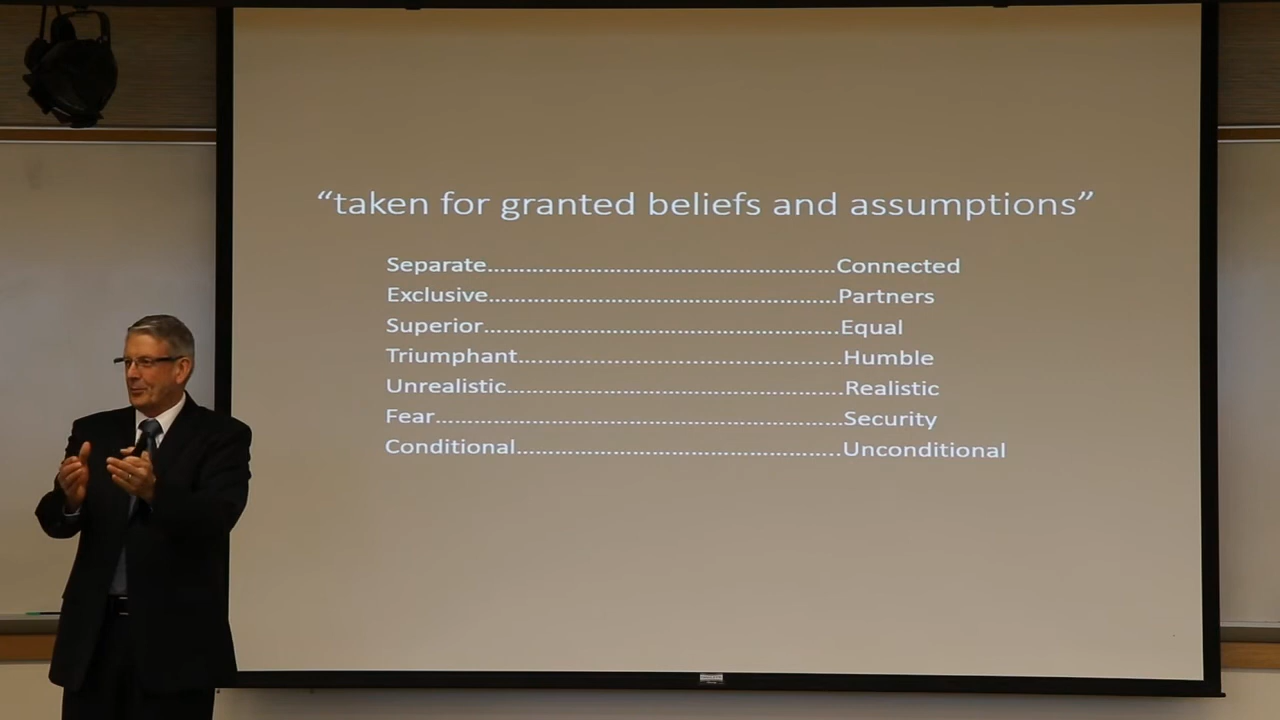 “taken for granted beliefs and assumptions”
Separate.......................................................Connected
Exclusive.......................................................Partners
Superior.........................................................Equal
Triumphant...................................................Humble
Unrealistic.....................................................Realistic
Fear................................................................Security
Conditional...................................................Unconditional